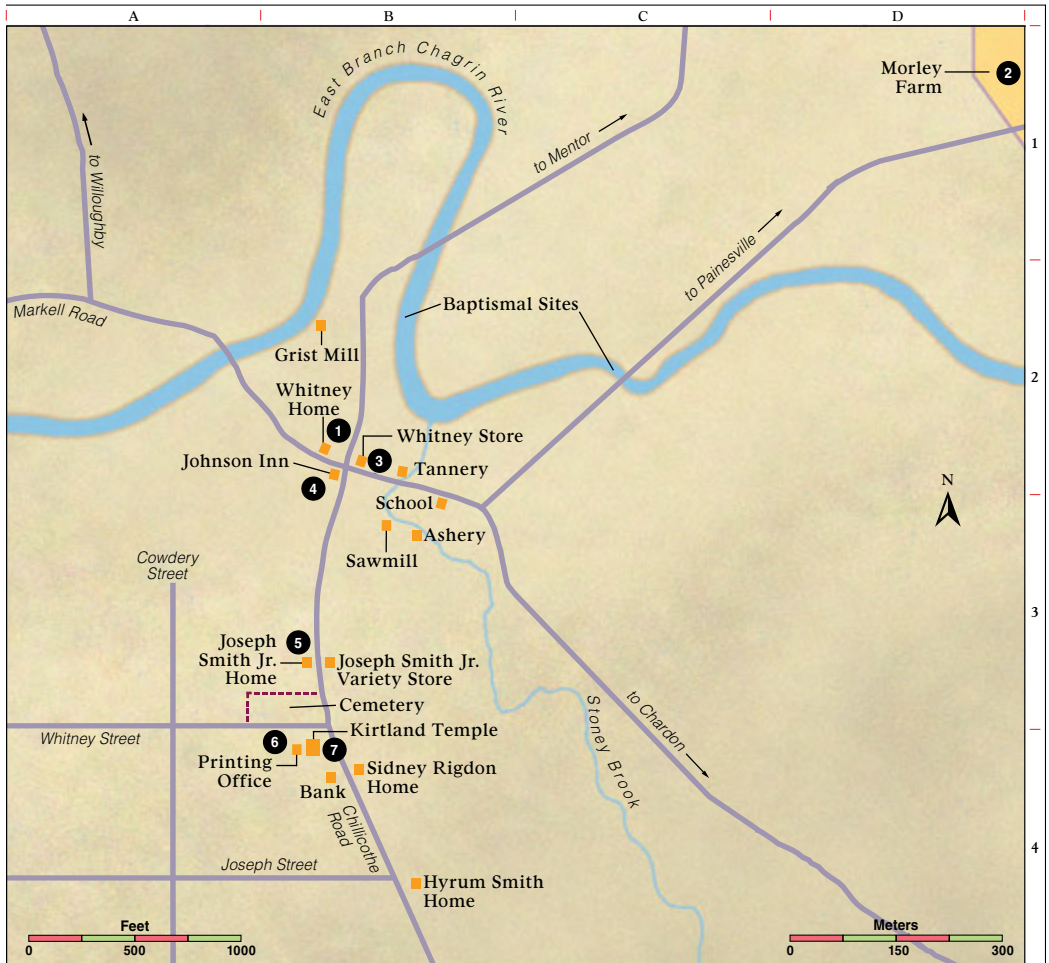 A
B
C
D
1
2
3
4
East Branch Chagrin River
Morley
Farm
2
to Willoughby
to Mentor
to Painesville
Markell Road
Baptismal Sites
Grist Mill
Whitney
Home
1
Whitney Store
3
Johnson Inn
4
Tannery
School
Ashery
Sawmill
N
Cowdery
Street
Joseph
Smith Jr.
Home
5
Joseph Smith Jr.
Variety Store
Cemetery
Whitney Street
Kirtland Temple
6
7
Printing
Office
Sidney Rigdon
Home
Bank
Chillicothe
Road
Stoney Brook
to Chardon
Joseph Street
Hyrum Smith
Home
Feet
0 500 1000
Meters
0 150 300